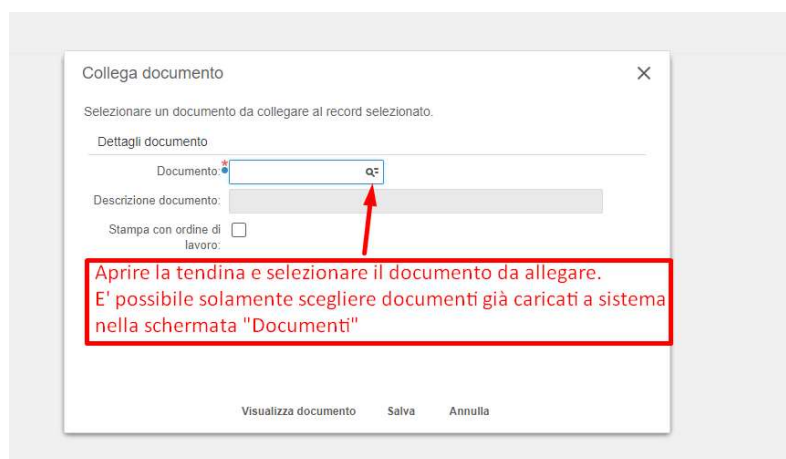 Collega documento
Selezionare un documento da collegare al record selezionato.
Dettagli documento
Documento:*
Descrizione documento:
Stampa con ordine di
lavoro:
Aprire la tendina e selezionare il documento da allegare.
E' possibile solamente scegliere documenti già caricati a sistema
nella schermata "Documenti"
Visualizza documento Salva Annulla